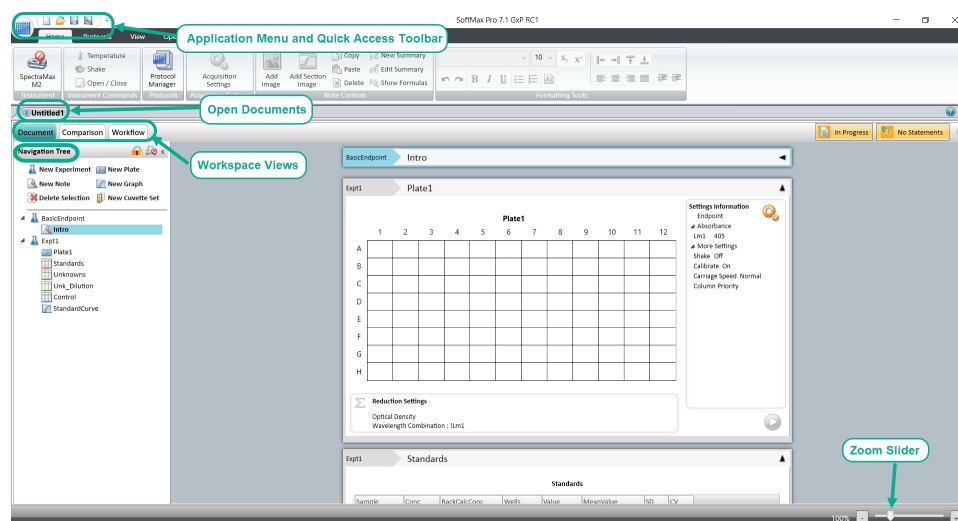 SoftMax Pro 7.1 GxP RC1
Home Protocols View
Application Menu and Quick Access Toolbar
SpectraMax M2
Instrument
Temperature
Shake
Open / Close
Instrument Commands
Protocol Manager
Protocols
Acquisition Settings
Add Image
Add Section Image
Copy
Paste
Delete
New Summary
Edit Summary
Show Formulas
Note Controls
10
X₂ X²
B I U
Formatting Tools
Untitled1
Open Documents
Document Comparison Workflow
Workspace Views
In Progress
No Statements
Navigation Tree
New Experiment New Plate
New Note New Graph
Delete Selection New Cuvette Set
BasicEndpoint
Intro
Expt1
Plate1
Standards
Unknowns
Unk_Dilution
Control
StandardCurve
BasicEndpoint Intro
Expt1 Plate1
Plate1
1 2 3 4 5 6 7 8 9 10 11 12
A
B
C
D
E
F
G
H
Settings Information
Endpoint
Absorbance
Lm1 405
More Settings
Shake Off
Calibrate On
Carriage Speed Normal
Column Priority
Reduction Settings
Optical Density
Wavelength Combination : !Lm1
Expt1 Standards
Standards
Sample Conc BackCalcConc Wells Value MeanValue SD CV
Zoom Slider
100% - +